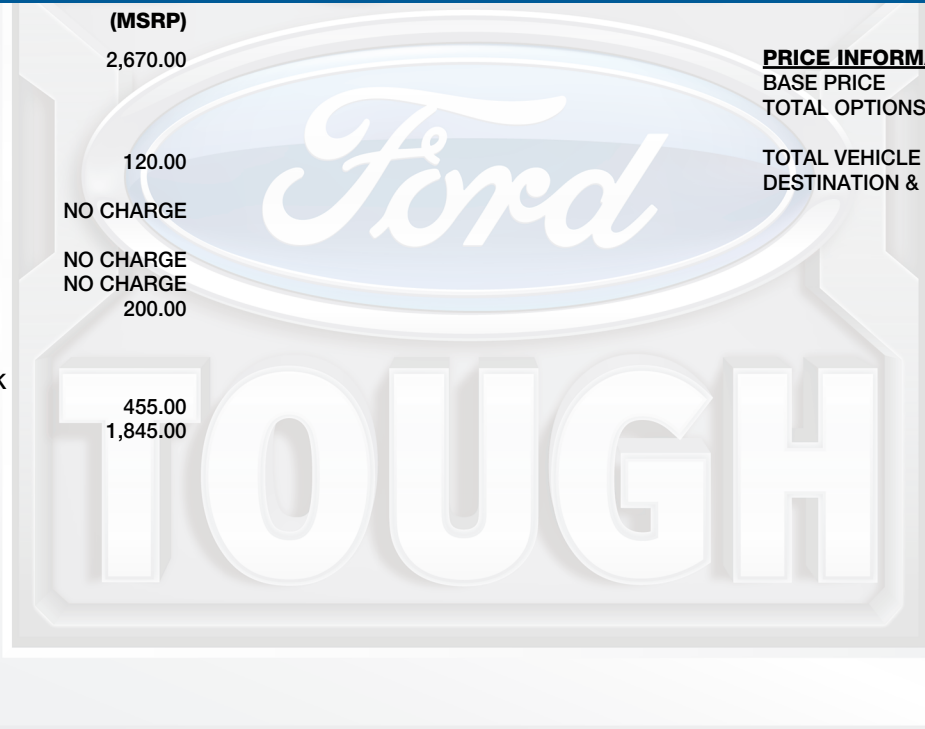 (MSRP)
2,670.00
120.00
NO CHARGE
NO CHARGE
NO CHARGE
200.00
K
455.00
1,845.00
PRICE INFORMA
BASE PRICE
TOTAL OPTIONS
TOTAL VEHICLE
DESTINATION &
Ford
TOUGH